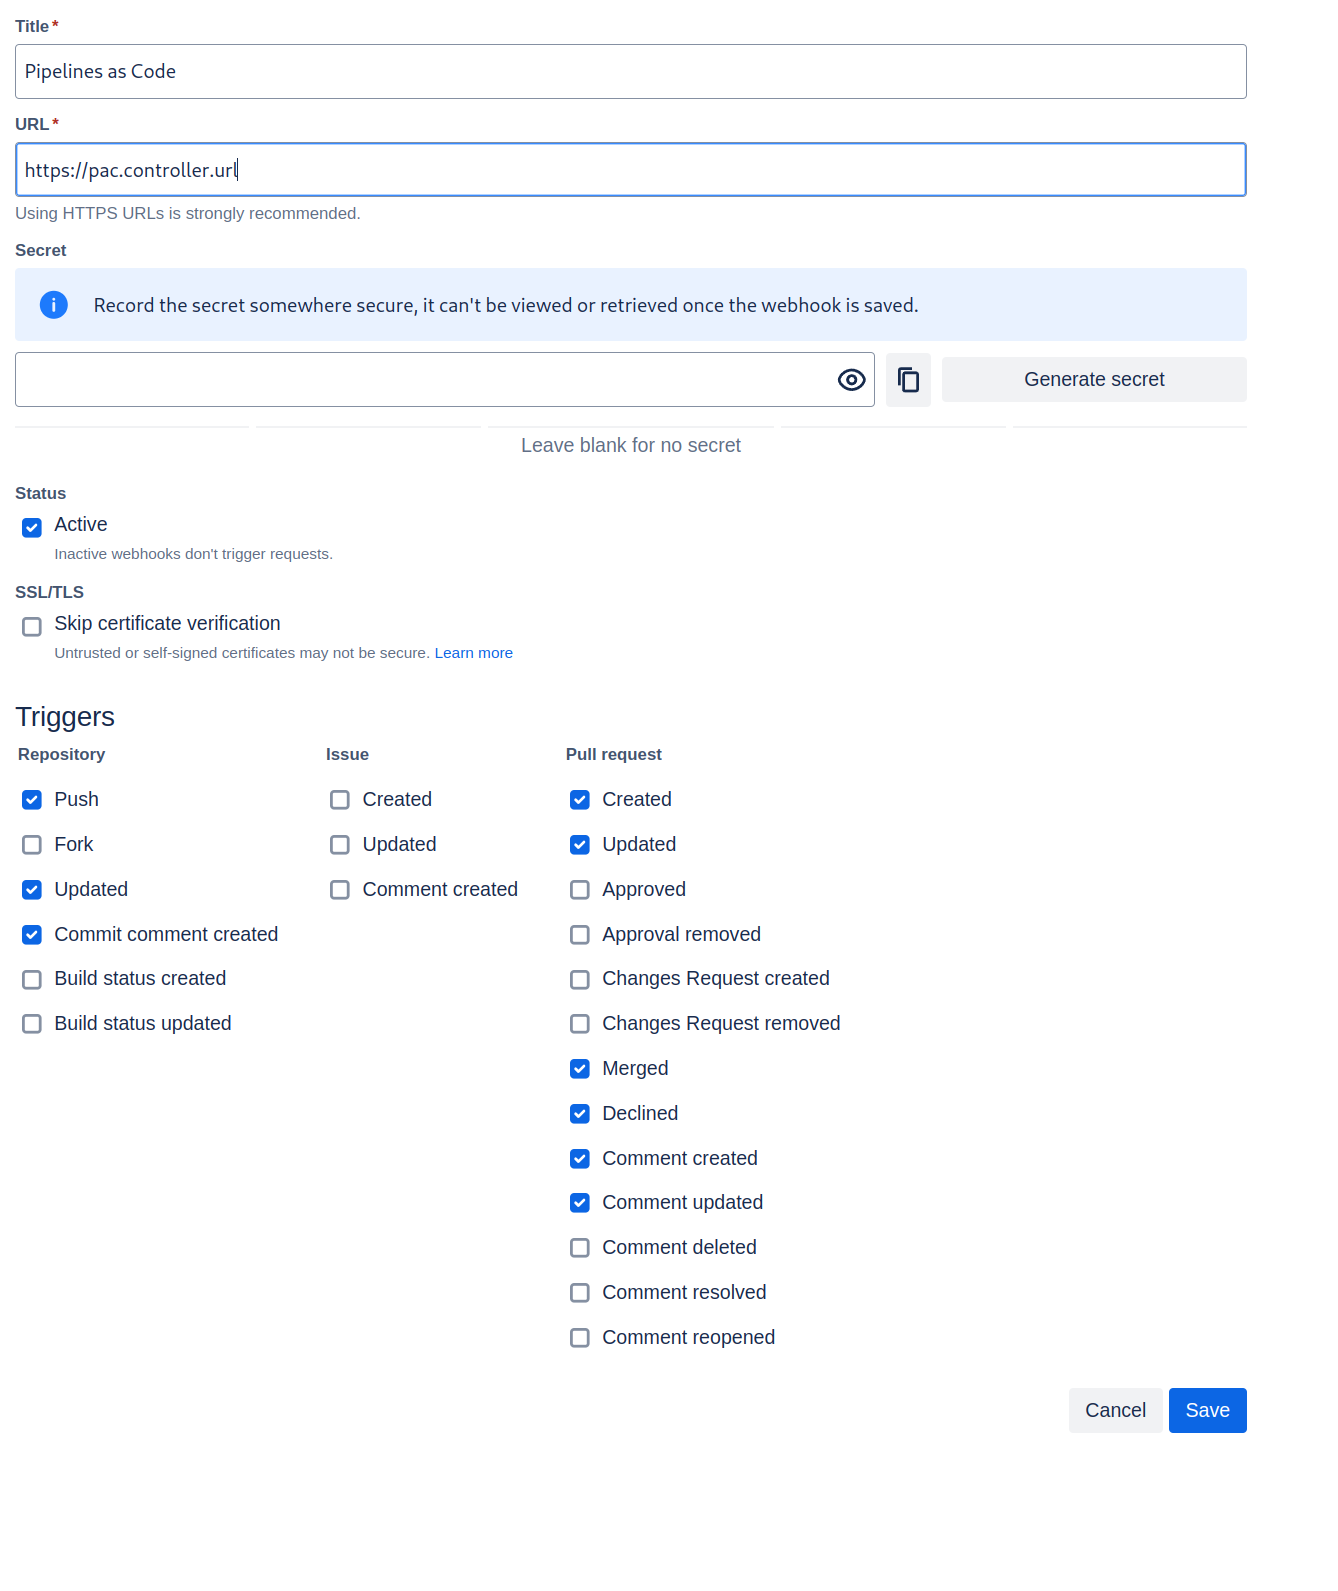 Title *
Pipelines as Code
URL *
https://pac.controller.url
Using HTTPS URLs is strongly recommended.
Secret
Record the secret somewhere secure, it can't be viewed or retrieved once the webhook is saved.
Generate secret
Leave blank for no secret
Status
Active
Inactive webhooks don't trigger requests.
SSL/TLS
Skip certificate verification
Untrusted or self-signed certificates may not be secure. Learn more
Triggers
Repository
Push
Fork
Updated
Commit comment created
Build status created
Build status updated
Issue
Created
Updated
Comment created
Pull request
Created
Updated
Approved
Approval removed
Changes Request created
Changes Request removed
Merged
Declined
Comment created
Comment updated
Comment deleted
Comment resolved
Comment reopened
Cancel
Save